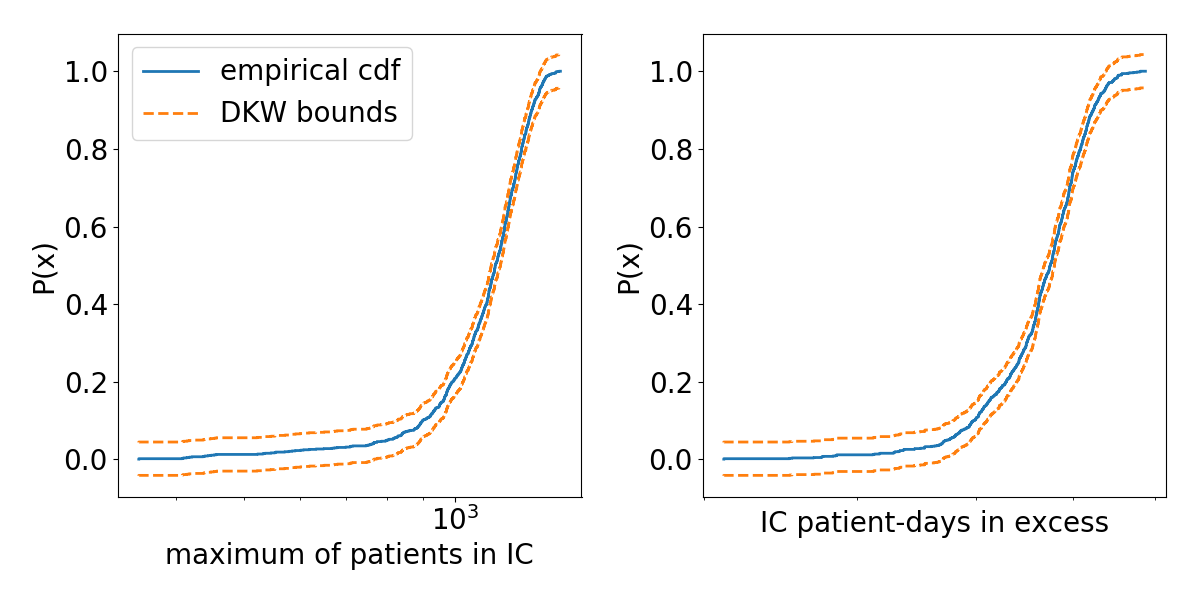 empirical cdf
DKW bounds
1.0
0.8
0.6
0.4
0.2
0.0
P(x)
10³
maximum of patients in IC
1.0
0.8
0.6
0.4
0.2
0.0
P(x)
IC patient-days in excess